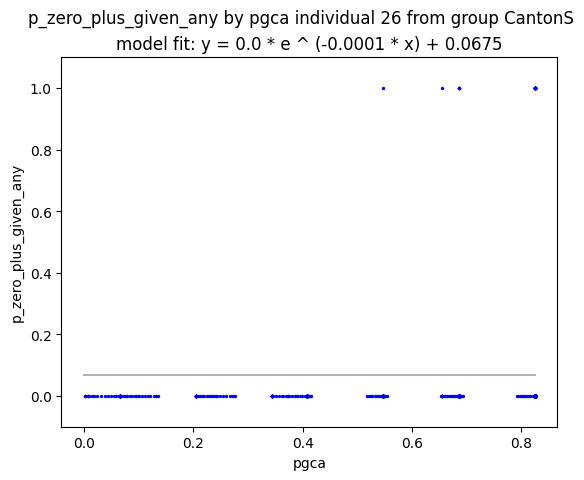 p_zero_plus_given_any by pgca individual 26 from group CantonS
model fit: y = 0.0 * e ^ (-0.0001 * x) + 0.0675
1.0
0.8
0.6
0.4
0.2
0.0
p_zero_plus_given_any
0.0 0.2 0.4 0.6 0.8
pgca